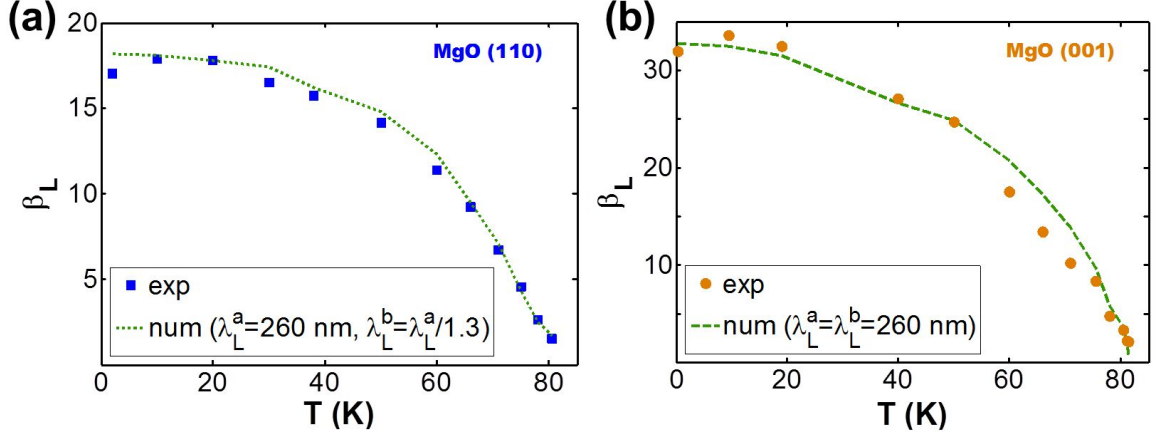 (a)
20
15
10
5
β_L
MgO (110)
exp
num (λ_L^a=260 nm, λ_L^b=λ_L^a/1.3)
0 20 40 60 80
T (K)
(b)
30
20
10
β_L
MgO (001)
exp
num (λ_L^a=λ_L^b=260 nm)
0 20 40 60 80
T (K)